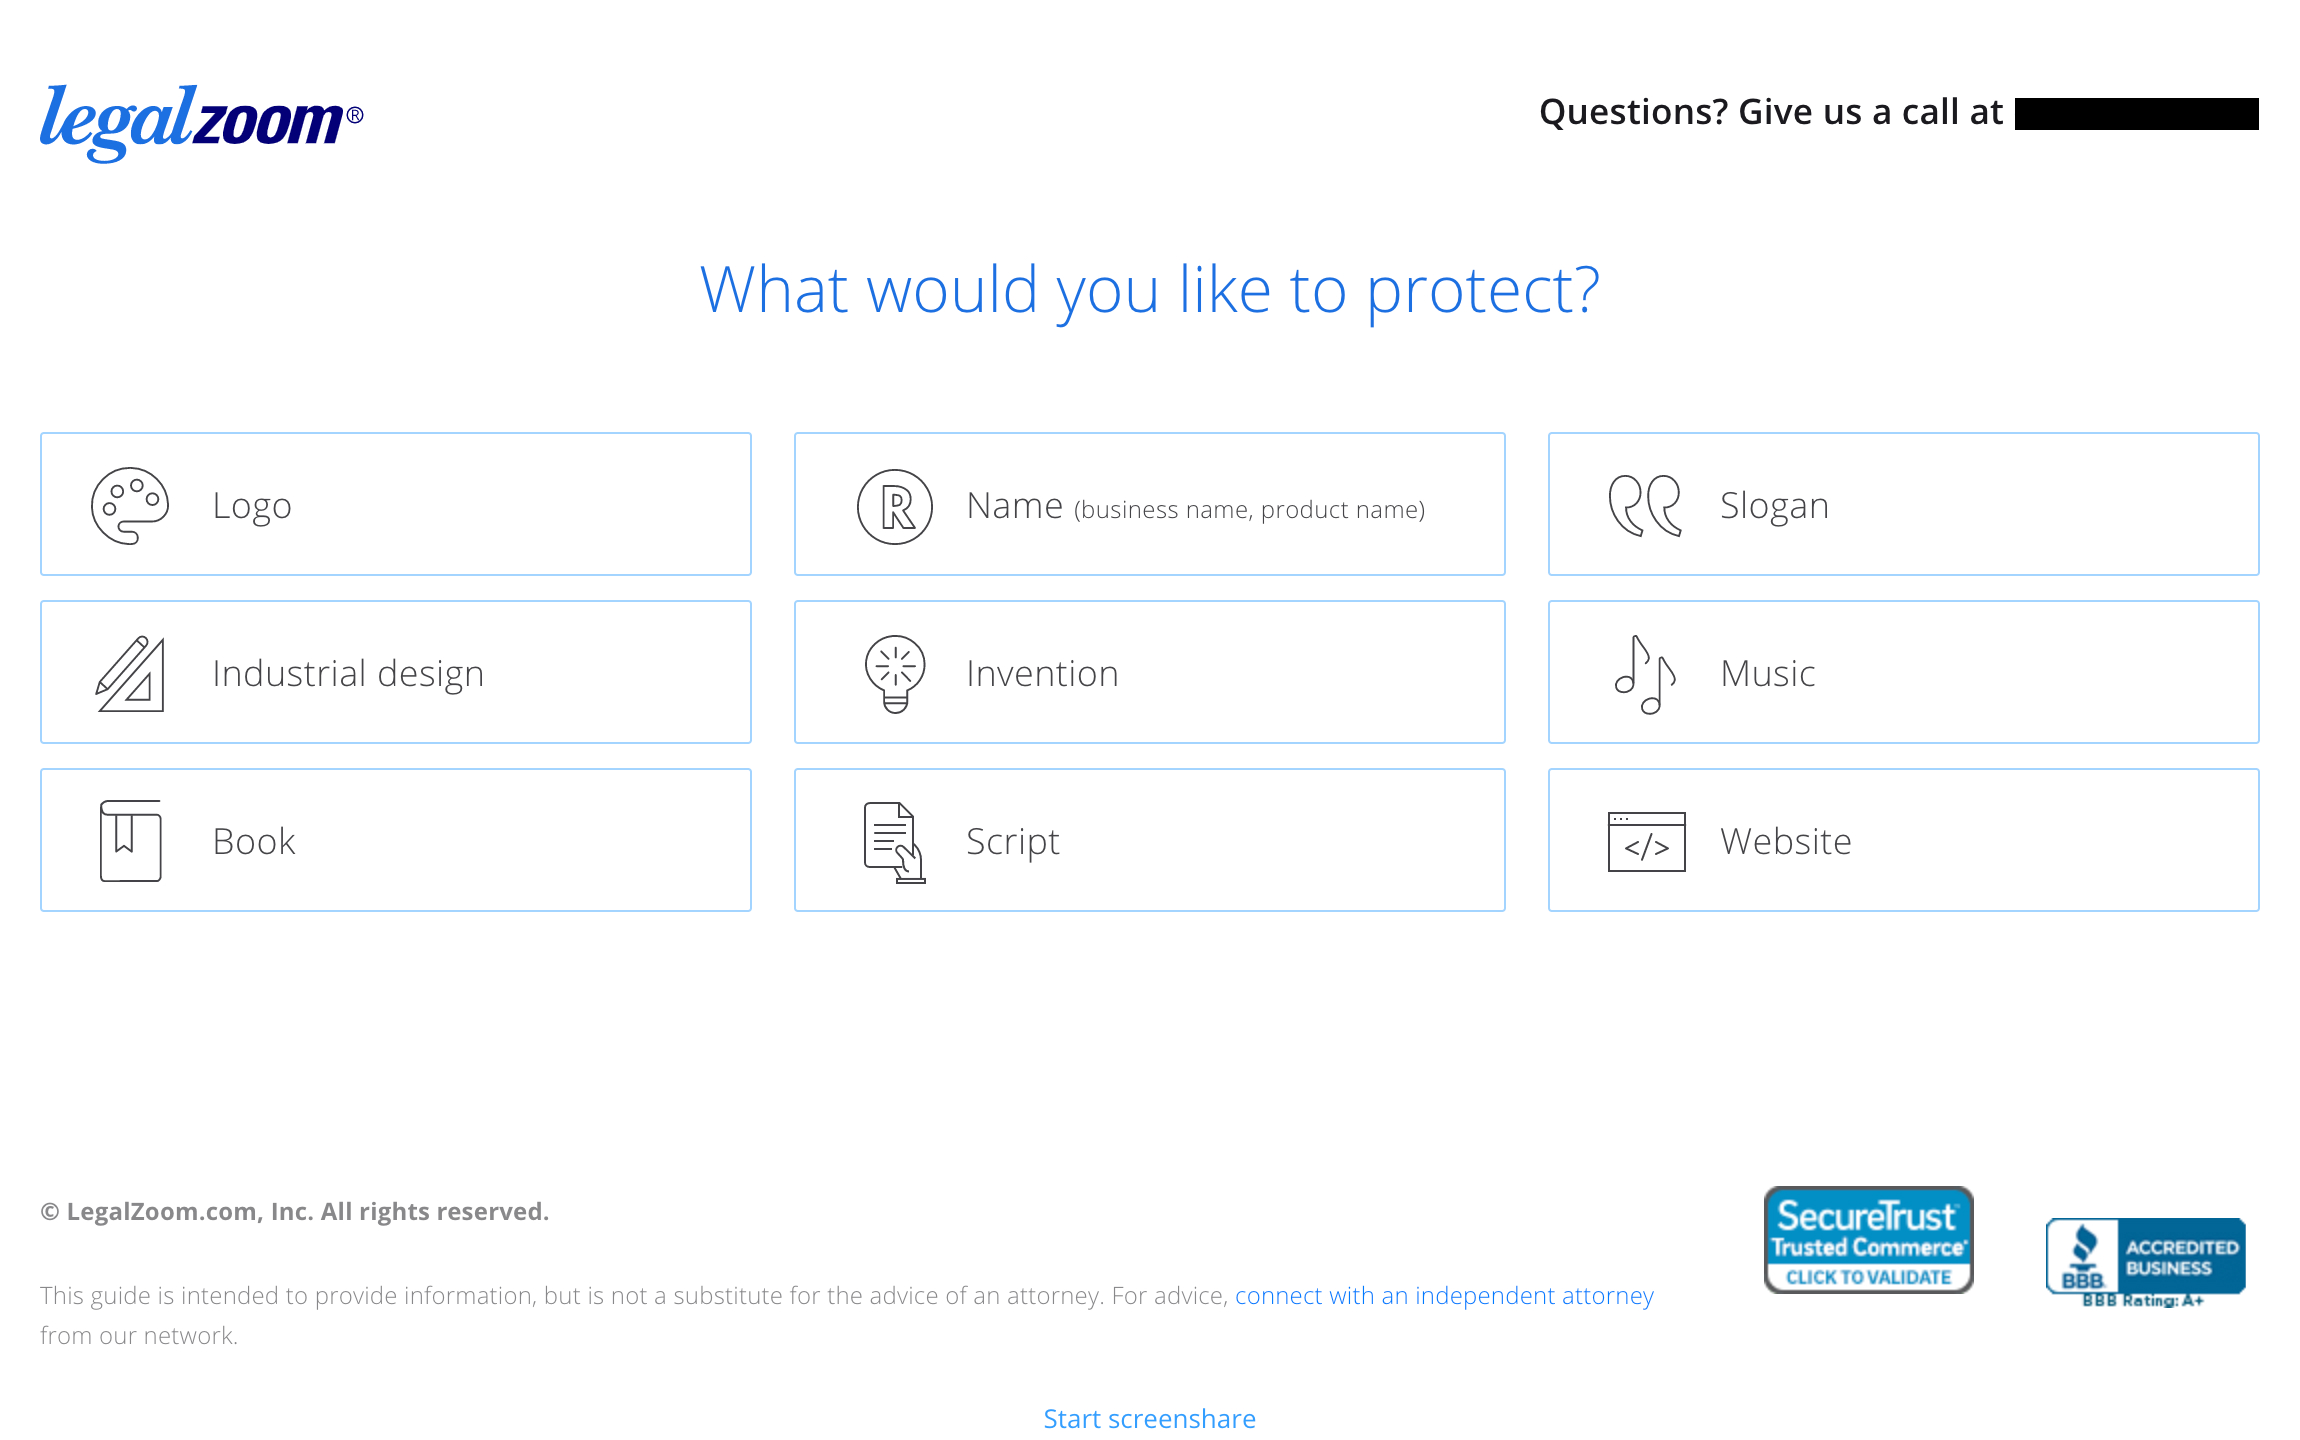 legalzoom®
Questions? Give us a call at
What would you like to protect?
Logo
Name (business name, product name)
Slogan
Industrial design
Invention
Music
Book
Script
Website
© LegalZoom.com, Inc. All rights reserved.
This guide is intended to provide information, but is not a substitute for the advice of an attorney. For advice, connect with an independent attorney
from our network.
SecureTrust™
Trusted Commerce®
CLICK TO VALIDATE
BBB.
ACCREDITED
BUSINESS
BBB Rating: A+
Start screenshare